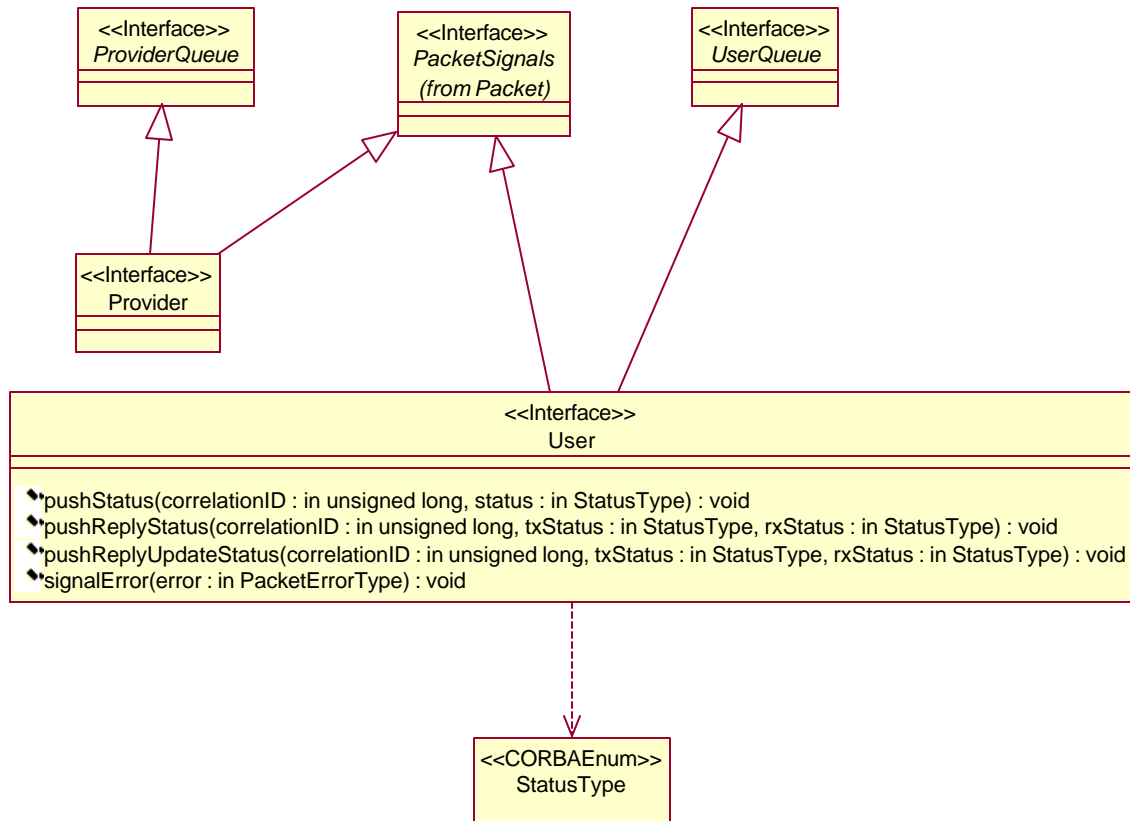 <<Interface>>
ProviderQueue
<<Interface>>
PacketSignals
(from Packet)
<<Interface>>
UserQueue
<<Interface>>
Provider
<<Interface>>
User
pushStatus(correlationID : in unsigned long, status : in StatusType) : void
pushReplyStatus(correlationID : in unsigned long, txStatus : in StatusType, rxStatus : in StatusType) : void
pushReplyUpdateStatus(correlationID : in unsigned long, txStatus : in StatusType, rxStatus : in StatusType) : void
signalError(error : in PacketErrorType) : void
<<CORBAEnum>>
StatusType